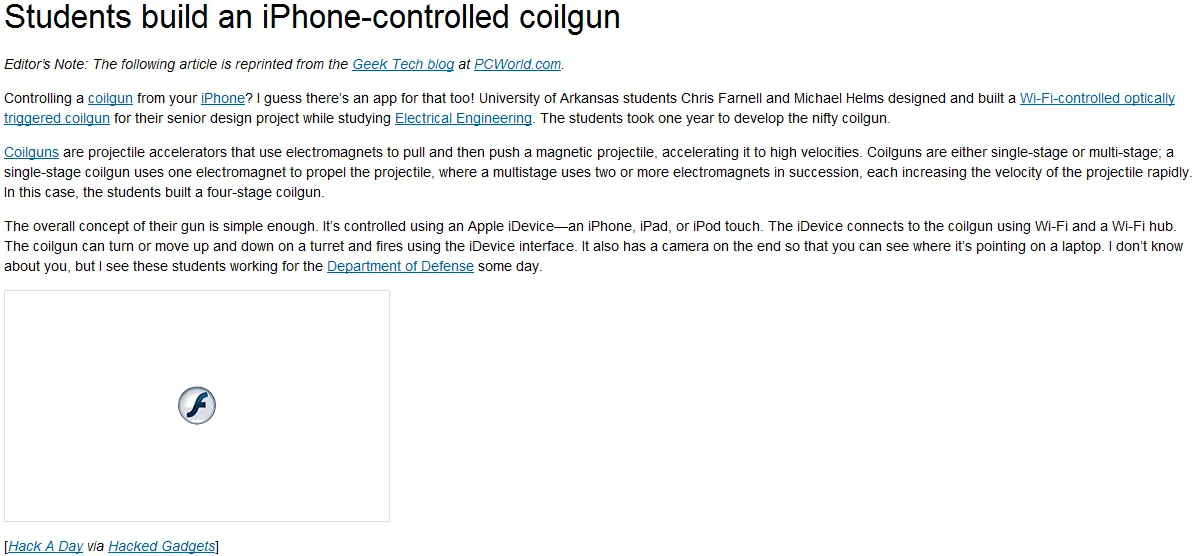 Students build an iPhone-controlled coilgun
Editor's Note: The following article is reprinted from the Geek Tech blog at PCWorld.com.
Controlling a coilgun from your iPhone? I guess there's an app for that too! University of Arkansas students Chris Farnell and Michael Helms designed and built a Wi-Fi-controlled optically
triggered coilgun for their senior design project while studying Electrical Engineering. The students took one year to develop the nifty coilgun.
Coilguns are projectile accelerators that use electromagnets to pull and then push a magnetic projectile, accelerating it to high velocities. Coilguns are either single-stage or multi-stage; a
single-stage coilgun uses one electromagnet to propel the projectile, where a multistage uses two or more electromagnets in succession, each increasing the velocity of the projectile rapidly.
In this case, the students built a four-stage coilgun.
The overall concept of their gun is simple enough. It's controlled using an Apple iDevice—an iPhone, iPad, or iPod touch. The iDevice connects to the coilgun using Wi-Fi and a Wi-Fi hub.
The coilgun can turn or move up and down on a turret and fires using the iDevice interface. It also has a camera on the end so that you can see where it's pointing on a laptop. I don't know
about you, but I see these students working for the Department of Defense some day.
[Hack A Day via Hacked Gadgets]